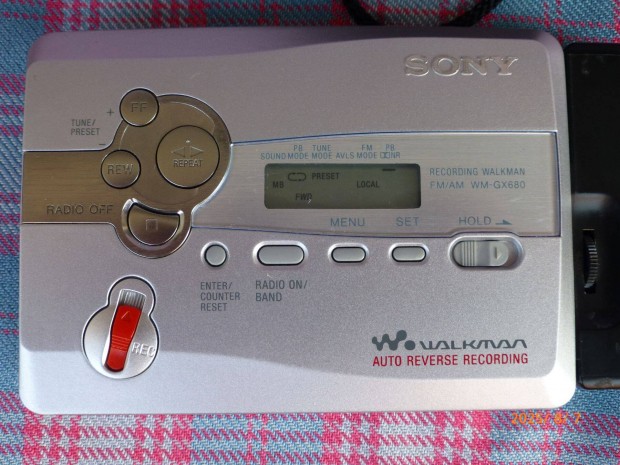 SONY
+
FF
TUNE/
PRESET
-
REPEAT
REW
RADIO OFF
PB TUNE FM PB
SOUND MODE MODE AVLS MODE DNR
PRESET
MB LOCAL
FWD
RECORDING WALKMAN
FM/AM WM-GX680
MENU SET HOLD
ENTER/
COUNTER
RESET
RADIO ON/
BAND
REC
WALKMAN
AUTO REVERSE RECORDING